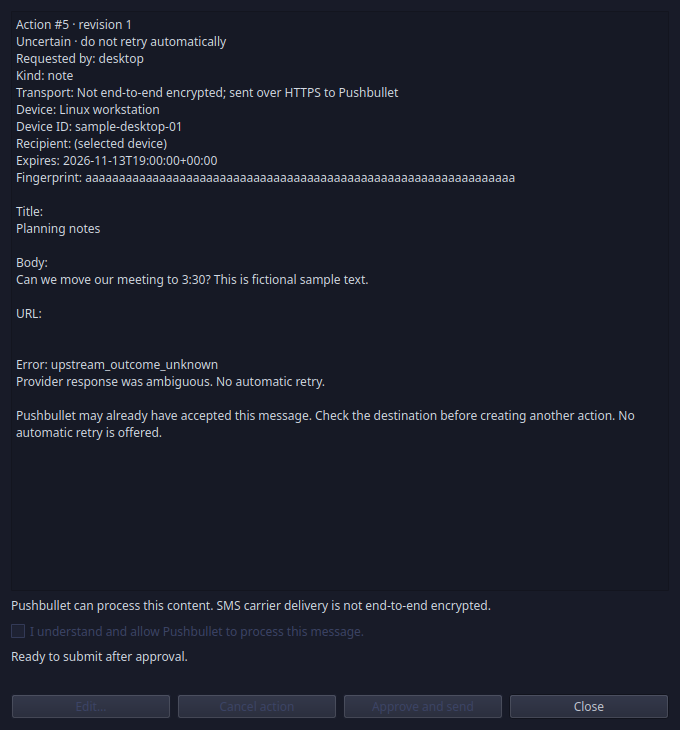 Action #5 · revision 1
Uncertain · do not retry automatically
Requested by: desktop
Kind: note
Transport: Not end-to-end encrypted; sent over HTTPS to Pushbullet
Device: Linux workstation
Device ID: sample-desktop-01
Recipient: (selected device)
Expires: 2026-11-13T19:00:00+00:00
Fingerprint: aaaaaaaaaaaaaaaaaaaaaaaaaaaaaaaaaaaaaaaaaaaaaaaaaaaaaaaaaaaaaaaa
Title:
Planning notes
Body:
Can we move our meeting to 3:30? This is fictional sample text.
URL:
Error: upstream_outcome_unknown
Provider response was ambiguous. No automatic retry.
Pushbullet may already have accepted this message. Check the destination before creating another action. No
automatic retry is offered.
Pushbullet can process this content. SMS carrier delivery is not end-to-end encrypted.
I understand and allow Pushbullet to process this message.
Ready to submit after approval.
Edit... Cancel action Approve and send Close